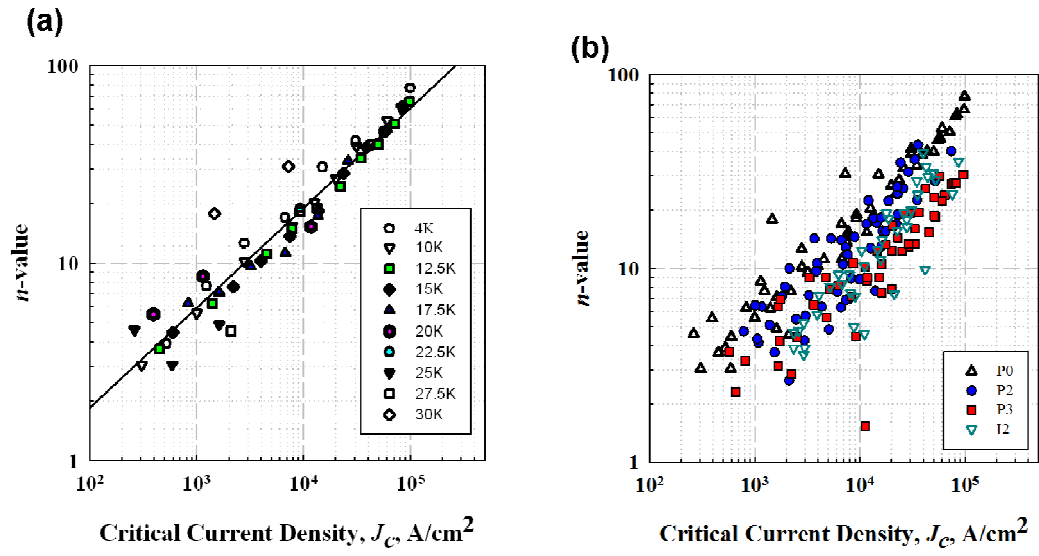 (a)
100
10
1
n-value
10²
10³
10⁴
10⁵
Critical Current Density, J_C, A/cm²
4K
10K
12.5K
15K
17.5K
20K
22.5K
25K
27.5K
30K
(b)
100
10
1
n-value
10²
10³
10⁴
10⁵
Critical Current Density, J_C, A/cm²
P0
P2
P3
I2